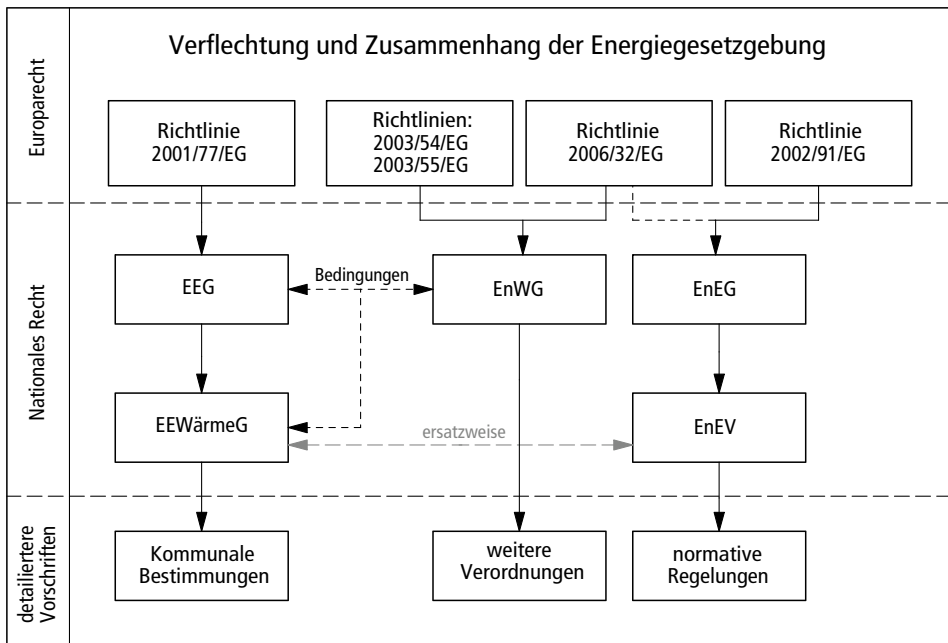 Verflechtung und Zusammenhang der Energiegesetzgebung
Europarecht
Richtlinie
2001/77/EG
Richtlinien:
2003/54/EG
2003/55/EG
Richtlinie
2006/32/EG
Richtlinie
2002/91/EG
Nationales Recht
EEG
Bedingungen
EnWG
EnEG
EEWärmeG
ersatzweise
EnEV
detailiertere
Vorschriften
Kommunale
Bestimmungen
weitere
Verordnungen
normative
Regelungen